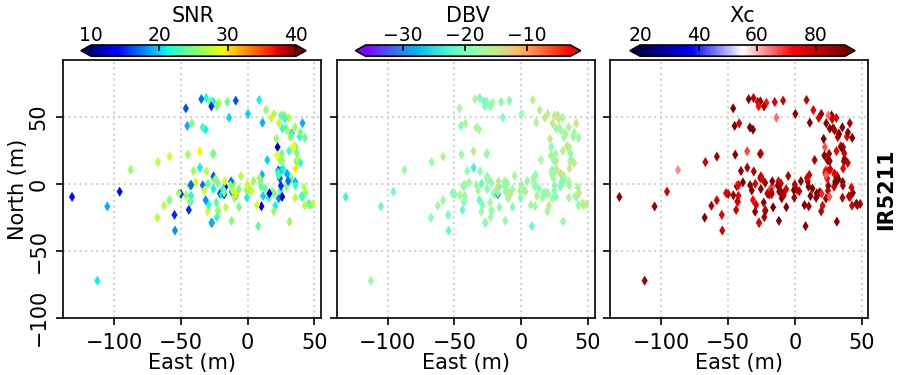 SNR DBV Xc
10 20 30 40 −30 −20 −10 20 40 60 80
50
0
−50
−100
North (m)
IR5211
−100 −50 0 50 −100 −50 0 50 −100 −50 0 50
East (m) East (m) East (m)